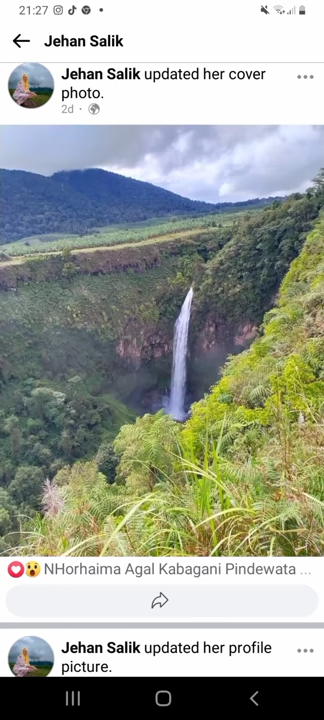 21:27
Jehan Salik
Jehan Salik updated her cover
photo.
2d ·
NHorhaima Agal Kabagani Pindewata ...
Jehan Salik updated her profile
picture.